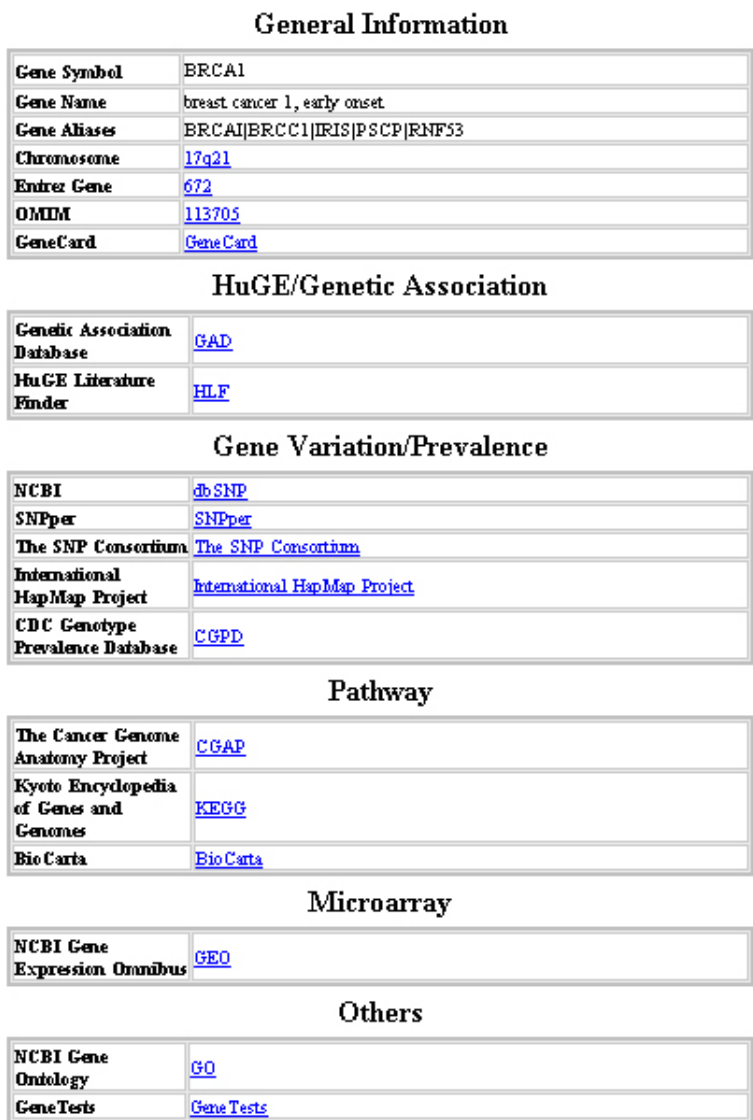 General Information
Gene Symbol BRCA1
Gene Name breast cancer 1, early onset
Gene Aliases BRCAI|BRCC1|IRIS|PSCP|RNF53
Chromosome 17q21
Entrez Gene 672
OMIM 113705
GeneCard GeneCard
HuGE/Genetic Association
Genetic Association
Database GAD
HuGE Literature
Finder HLF
Gene Variation/Prevalence
NCBI dbSNP
SNPper SNPper
The SNP Consortium The SNP Consortium
International
HapMap Project International HapMap Project
CDC Genotype
Prevalence Database CGPD
Pathway
The Cancer Genome
Anatomy Project CGAP
Kyoto Encyclopedia
of Genes and KEGG
Genomes
BioCarta BioCarta
Microarray
NCBI Gene
Expression Omnibus GEO
Others
NCBI Gene
Ontology GO
GeneTests GeneTests